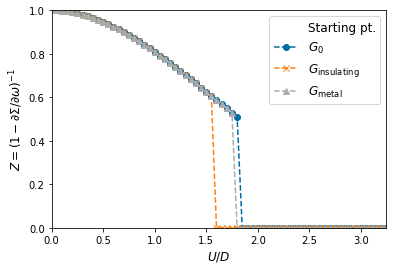 1.0
0.8
0.6
0.4
0.2
0.0
Z = (1 − ∂Σ/∂ω)⁻¹
0.0 0.5 1.0 1.5 2.0 2.5 3.0
U/D
Starting pt.
G₀
G_insulating
G_metal